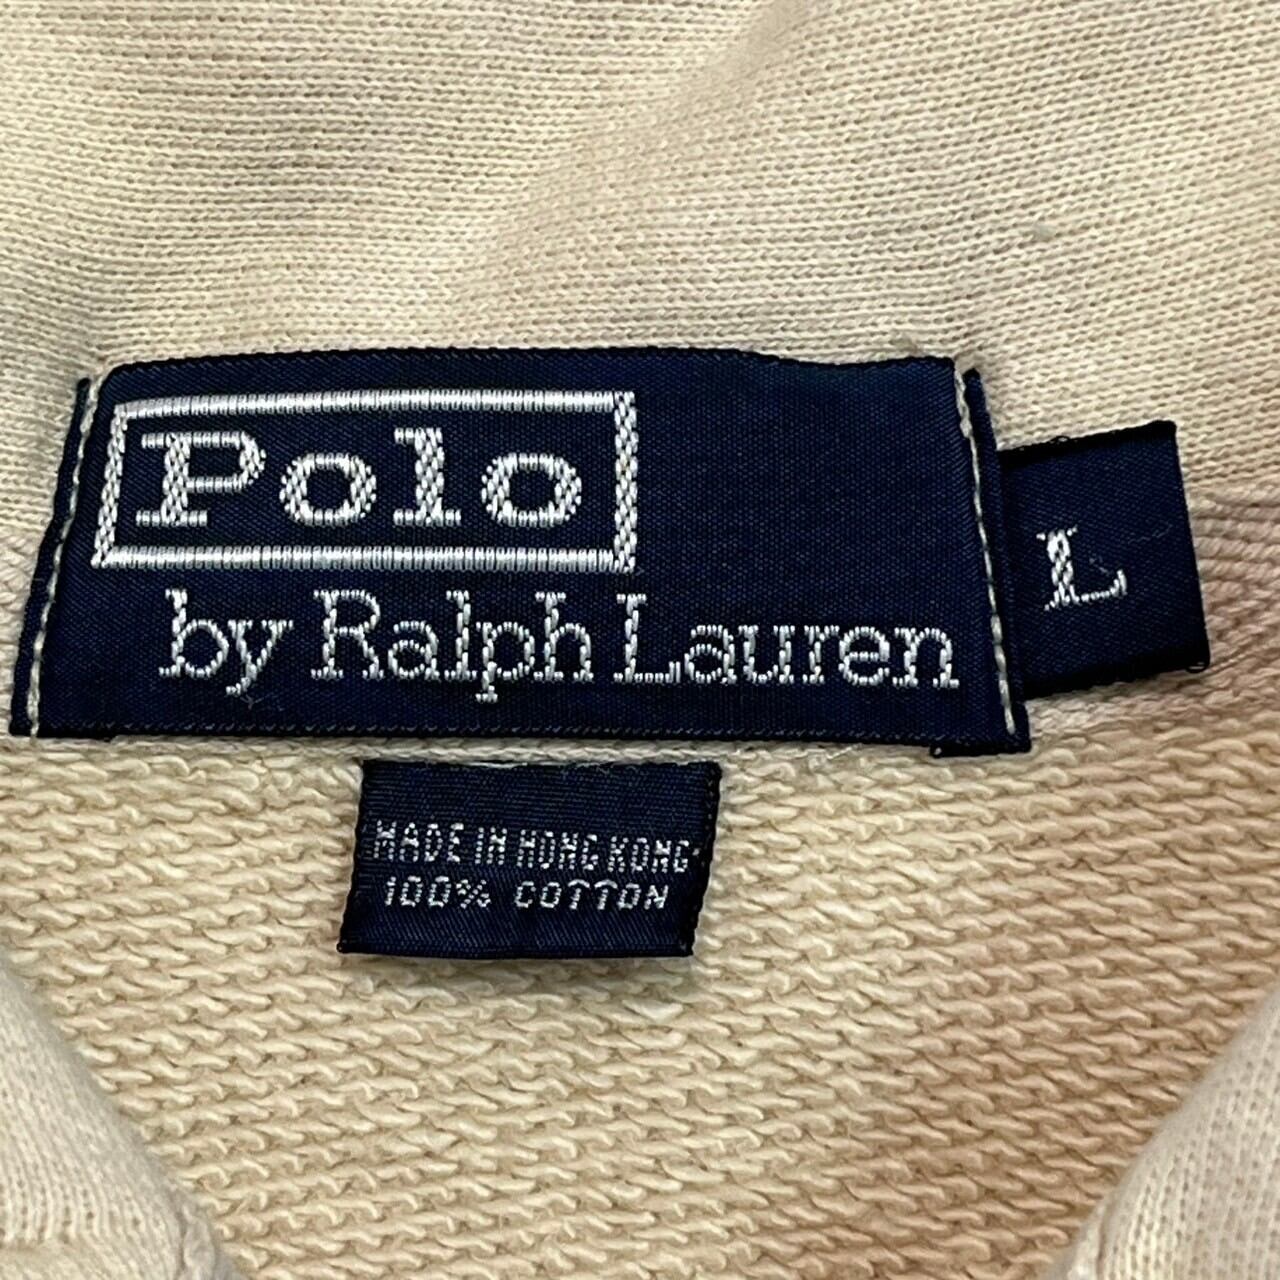 Polo
by Ralph Lauren
L
MADE IN HONG KONG
100% COTTON